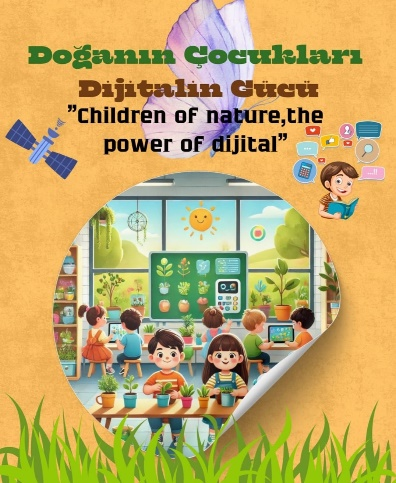 Doğanın Çocukları
Dijitalin Gücü
"Children of nature,the
power of dijital"